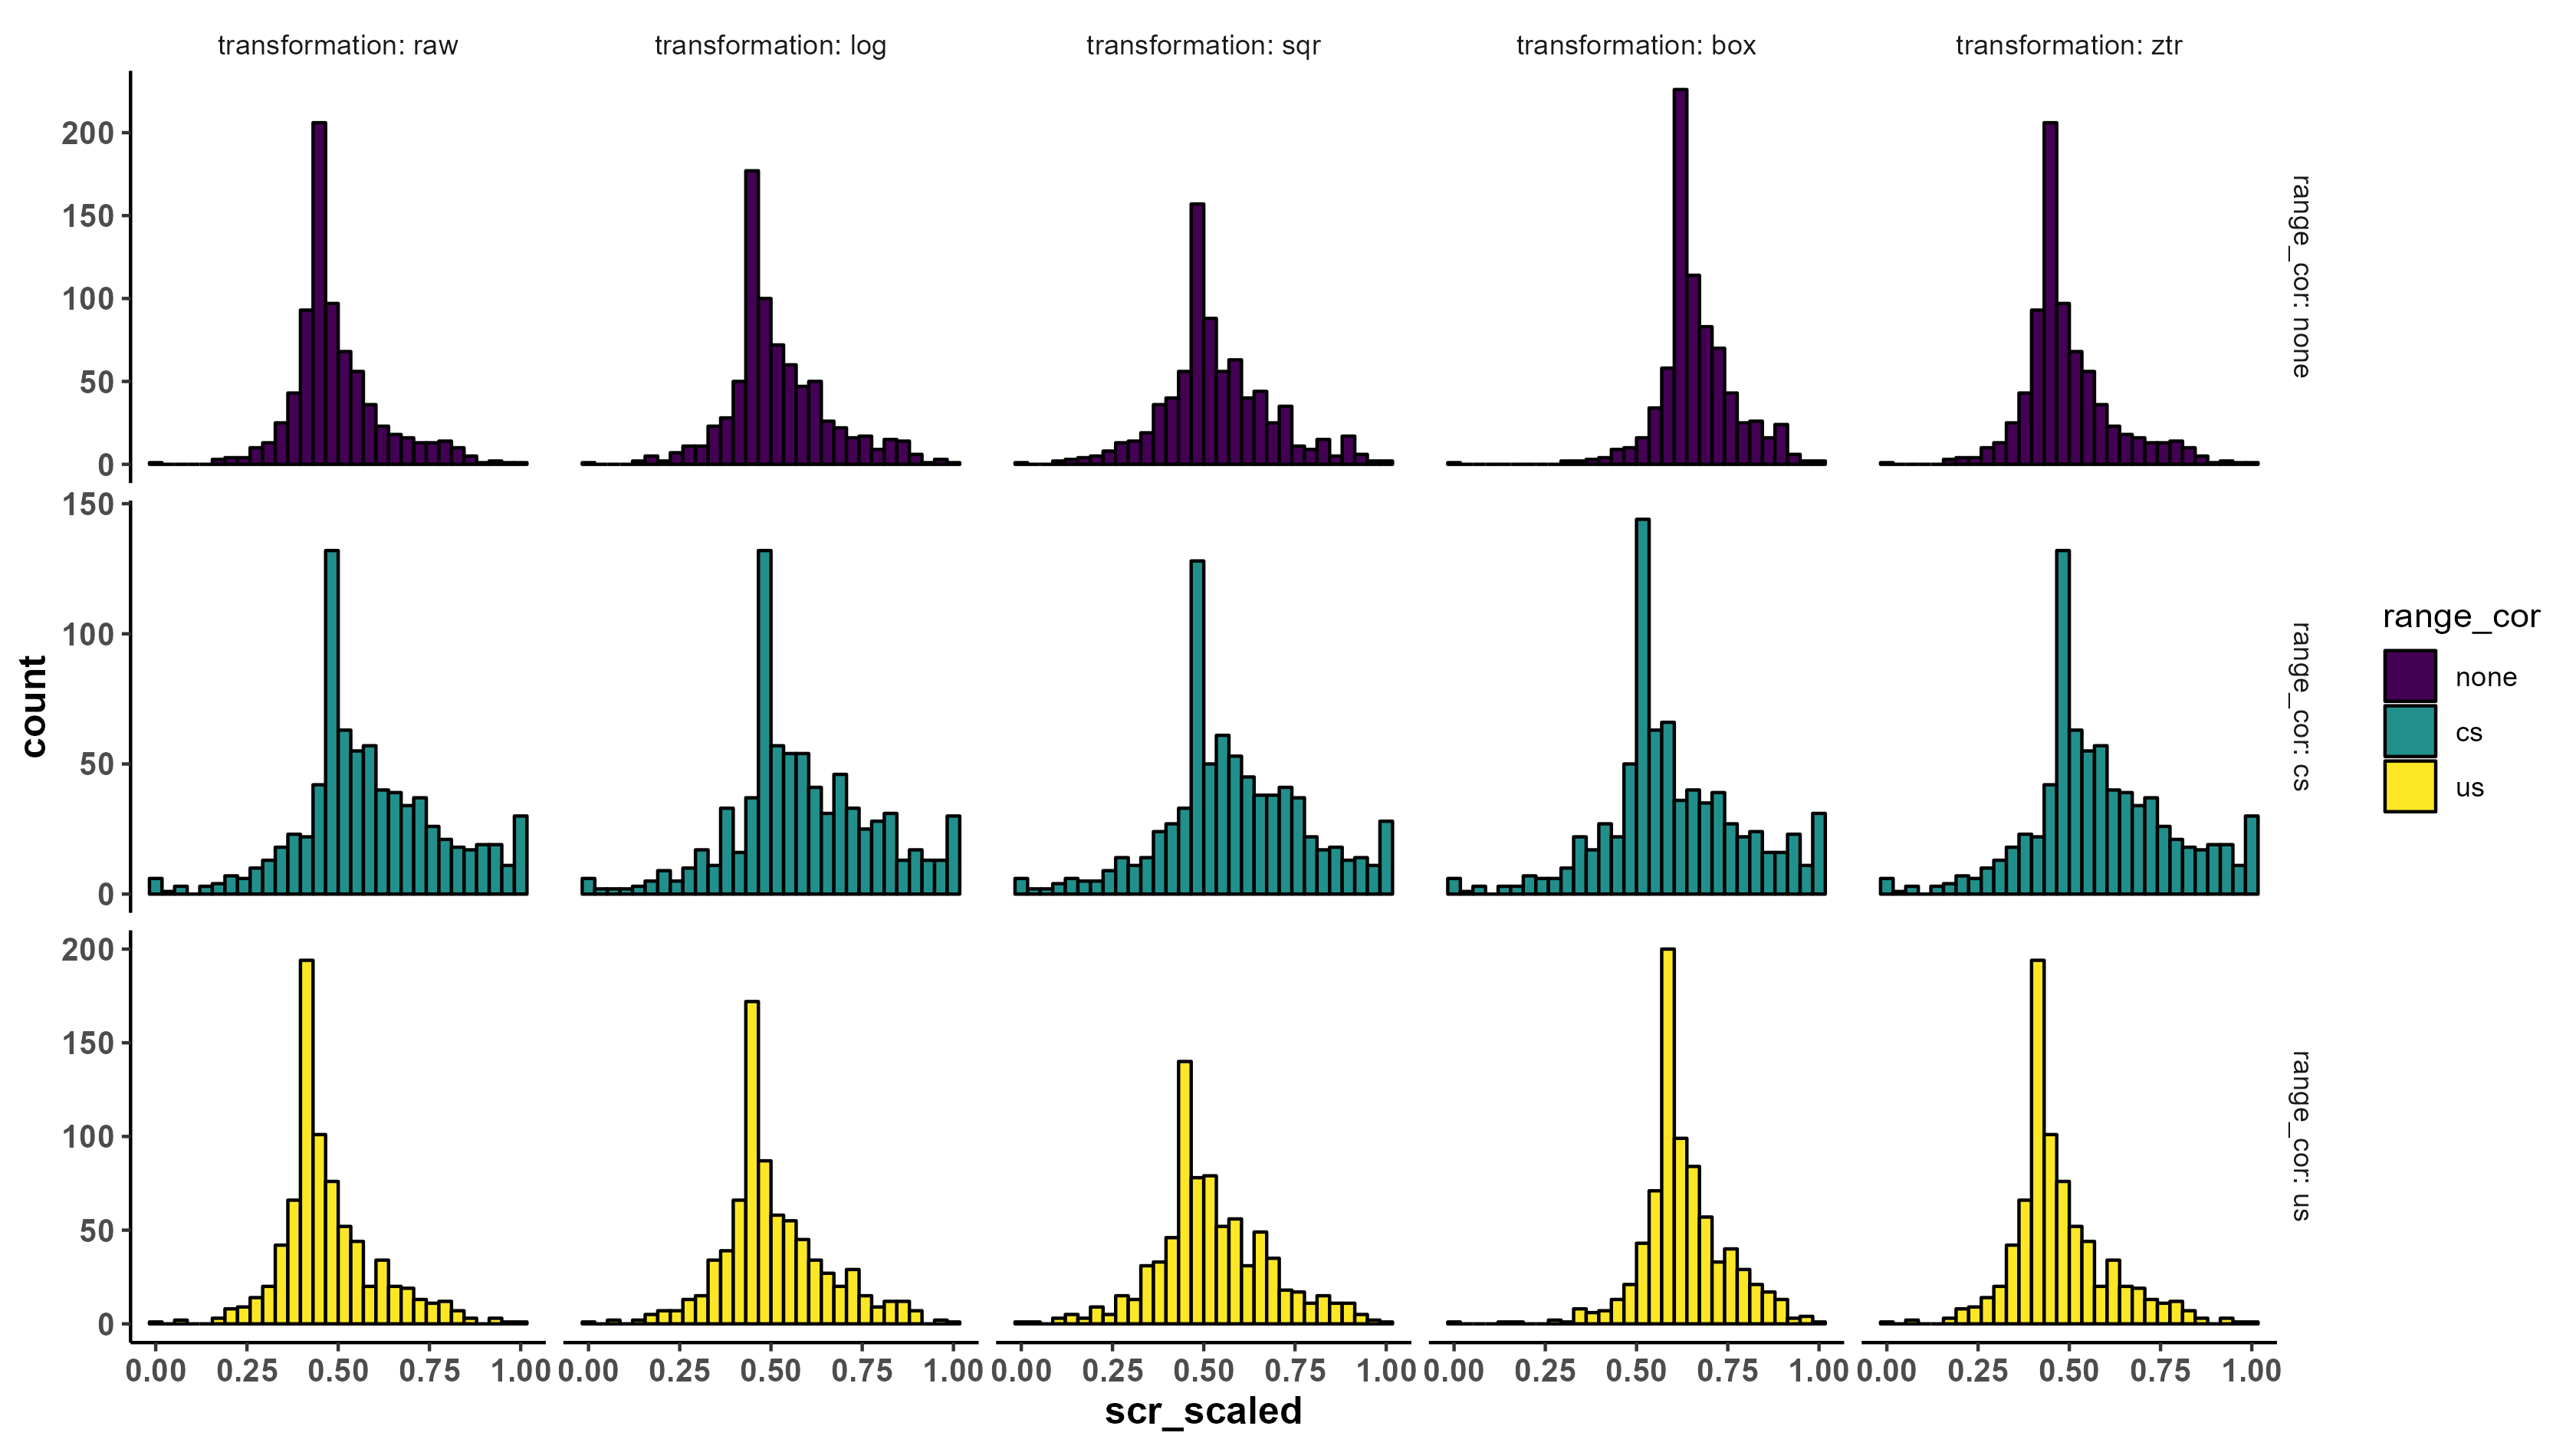 transformation: raw
transformation: log
transformation: sqr
transformation: box
transformation: ztr
200
150
100
50
0
range_cor: none
150
100
50
0
range_cor: cs
200
150
100
50
0
range_cor: us
0.00 0.25 0.50 0.75 1.00
0.00 0.25 0.50 0.75 1.00
0.00 0.25 0.50 0.75 1.00
0.00 0.25 0.50 0.75 1.00
0.00 0.25 0.50 0.75 1.00
count
scr_scaled
range_cor
none
cs
us